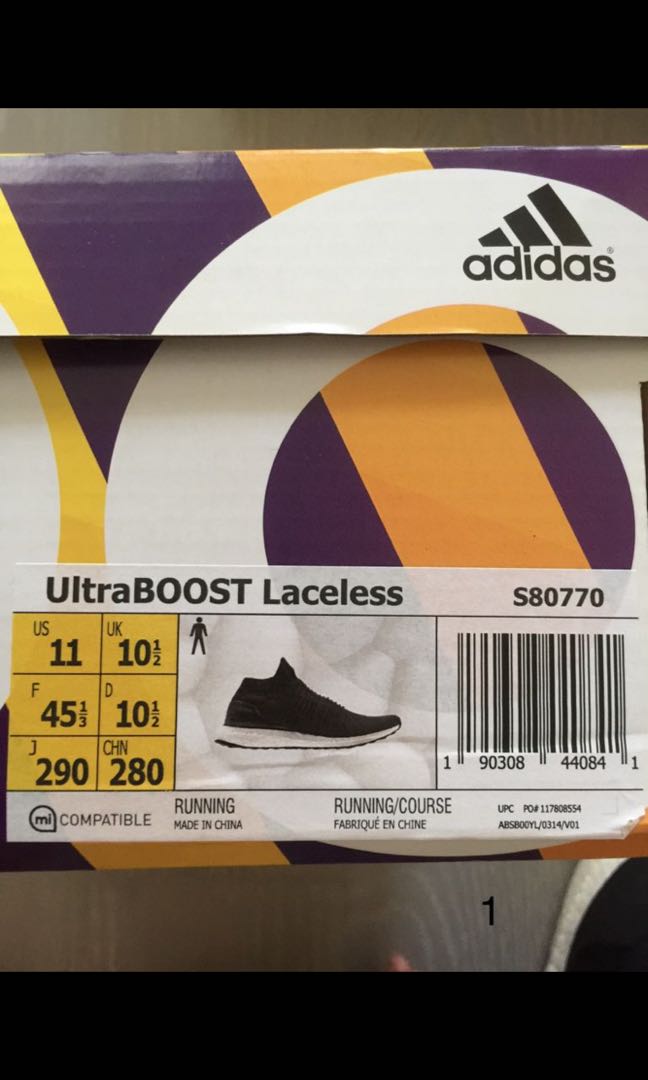 adidas®
UltraBOOST Laceless S80770
US 11 UK 10½
F 45⅓ D 10½
J 290 CHN 280
1 90308 44084 1
mi COMPATIBLE
RUNNING
MADE IN CHINA
RUNNING/COURSE
FABRIQUÉ EN CHINE
UPC PO# 117808554
ABSB00YL/0314/V01
1